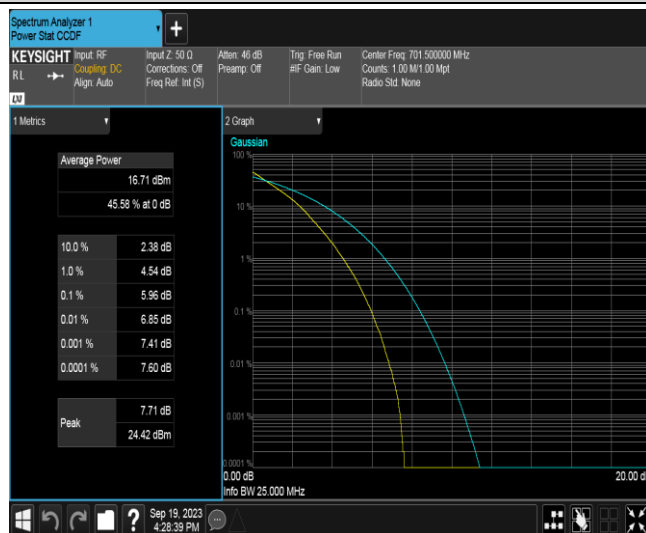 Spectrum Analyzer 1
Power Stat CCDF
KEYSIGHT
RL
LXI
Input: RF
Coupling: DC
Align: Auto
Input Z: 50 Ω
Corrections: Off
Freq Ref: Int (S)
Atten: 46 dB
Preamp: Off
Trig: Free Run
#IF Gain: Low
Center Freq: 701.500000 MHz
Counts: 1.00 M/1.00 Mpt
Radio Std: None
1 Metrics
Average Power
16.71 dBm
45.58 % at 0 dB
10.0 % 2.38 dB
1.0 % 4.54 dB
0.1 % 5.96 dB
0.01 % 6.85 dB
0.001 % 7.41 dB
0.0001 % 7.60 dB
Peak
7.71 dB
24.42 dBm
2 Graph
Gaussian
100 %
10 %
1 %
0.1 %
0.01 %
0.001 %
0.0001 %
0.00 dB 20.00 d
Info BW 25.000 MHz
?
Sep 19, 2023
4:28:39 PM